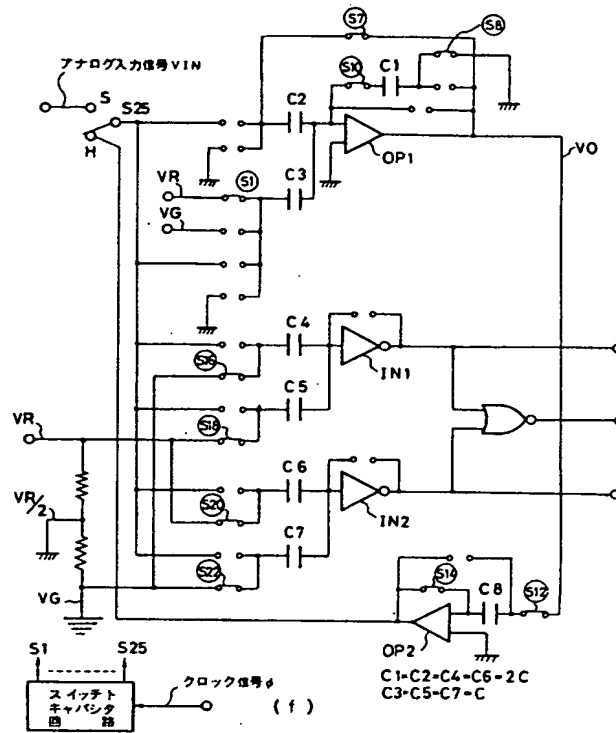 S7
S8
アナログ入力信号VIN
S10
C1
S
S25
C2
H
OP1
VO
VR
S1
C3
VG
C4
S16
IN1
C5
VR
S18
C6
S20
IN2
VR/2
C7
S22
S14
VG
C8
S12
OP2
S1
S25
C1=C2=C4=C6=2C
C3=C5=C7=C
クロック信号φ
スイッチト
キャパシタ
回路
(f)